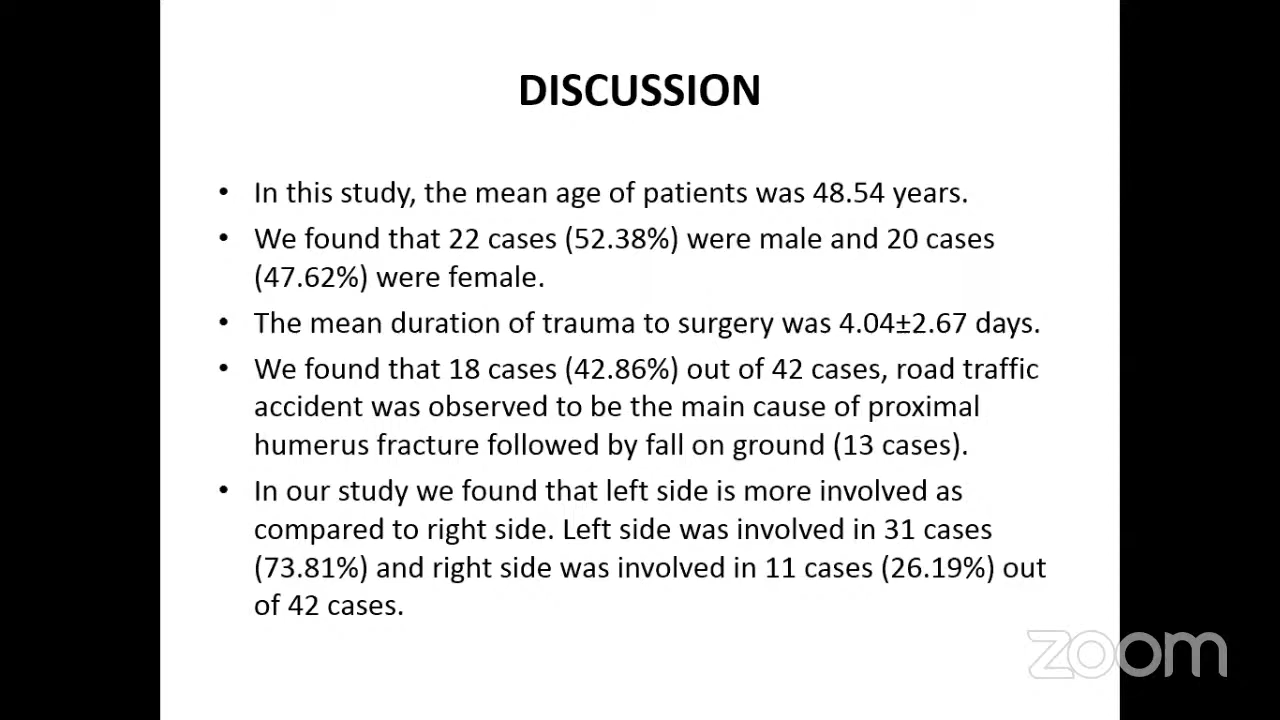 DISCUSSION
• In this study, the mean age of patients was 48.54 years.
• We found that 22 cases (52.38%) were male and 20 cases
(47.62%) were female.
• The mean duration of trauma to surgery was 4.04±2.67 days.
• We found that 18 cases (42.86%) out of 42 cases, road traffic
accident was observed to be the main cause of proximal
humerus fracture followed by fall on ground (13 cases).
• In our study we found that left side is more involved as
compared to right side. Left side was involved in 31 cases
(73.81%) and right side was involved in 11 cases (26.19%) out
of 42 cases.
zoom